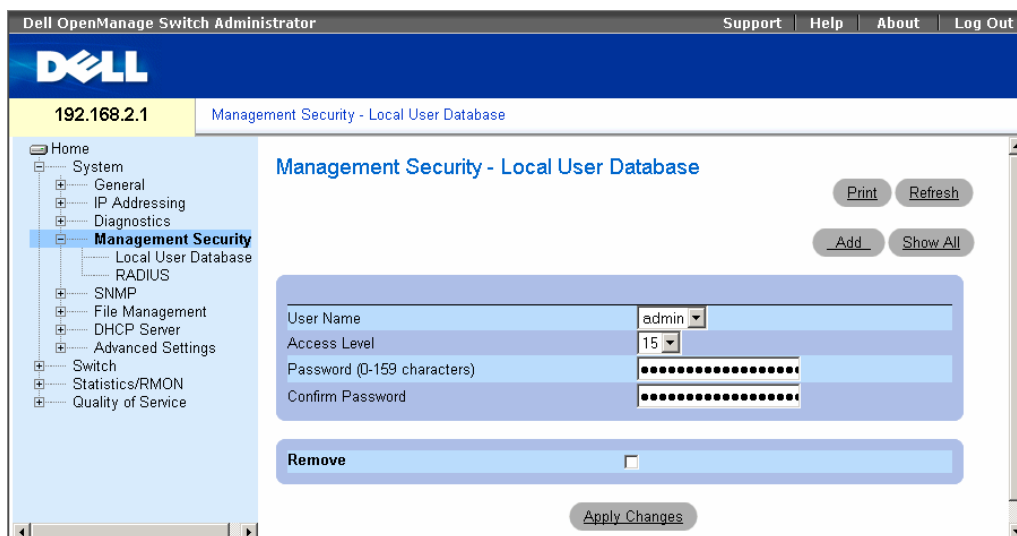 Dell OpenManage Switch Administrator Support Help About Log Out
DELL
192.168.2.1 Management Security - Local User Database
Home
System
General
IP Addressing
Diagnostics
Management Security
Local User Database
RADIUS
SNMP
File Management
DHCP Server
Advanced Settings
Switch
Statistics/RMON
Quality of Service
Management Security - Local User Database
Print Refresh
Add Show All
User Name admin
Access Level 15
Password (0-159 characters) ●●●●●●●●●●●●●●●●●●
Confirm Password ●●●●●●●●●●●●●●●●●●
Remove
Apply Changes